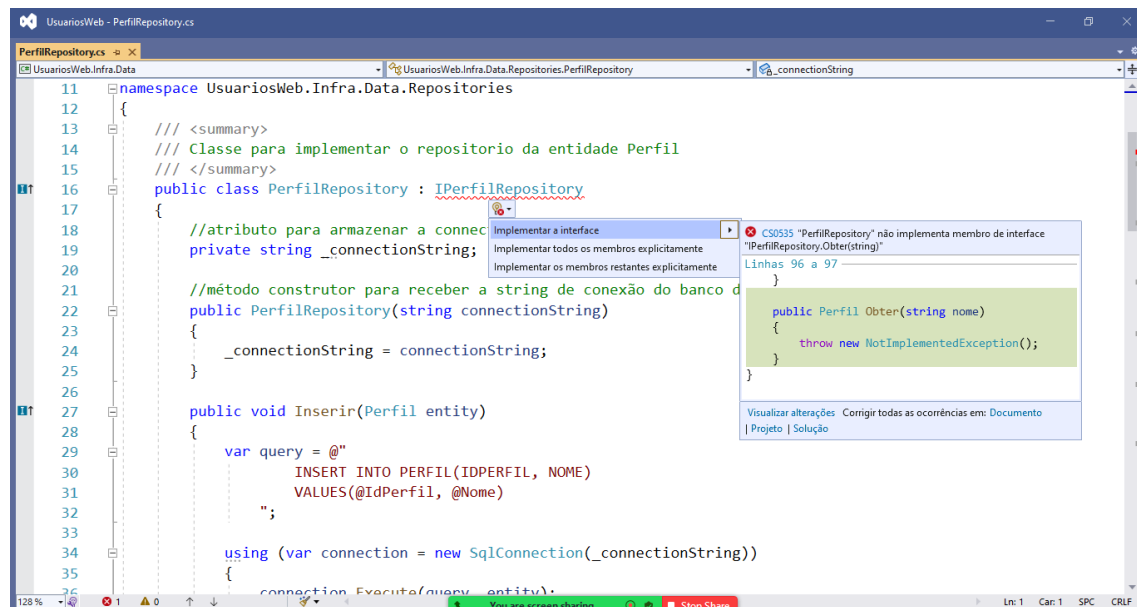 UsuariosWeb - PerfilRepository.cs
PerfilRepository.cs
UsuariosWeb.Infra.Data UsuariosWeb.Infra.Data.Repositories.PerfilRepository _connectionString
11 namespace UsuariosWeb.Infra.Data.Repositories
12 {
13 /// <summary>
14 /// Classe para implementar o repositorio da entidade Perfil
15 /// </summary>
16 public class PerfilRepository : IPerfilRepository
17 {
18 //atributo para armazenar a connec
19 private string _connectionString;
20
21 //método construtor para receber a string de conexão do banco d
22 public PerfilRepository(string connectionString)
23 {
24 _connectionString = connectionString;
25 }
26
27 public void Inserir(Perfil entity)
28 {
29 var query = @"
30 INSERT INTO PERFIL(IDPERFIL, NOME)
31 VALUES(@IdPerfil, @Nome)
32 ";
33
34 using (var connection = new SqlConnection(_connectionString))
35 {
36 connection.Execute(query, entity);
Implementar a interface
Implementar todos os membros explicitamente
Implementar os membros restantes explicitamente
CS0535 "PerfilRepository" não implementa membro de interface
"IPerfilRepository.Obter(string)"
Linhas 96 a 97
}
public Perfil Obter(string nome)
{
throw new NotImplementedException();
}
}
Visualizar alterações Corrigir todas as ocorrências em: Documento
| Projeto | Solução
128 % 1 0 Ln: 1 Car: 1 SPC CRLF
You are screen sharing Stop Share